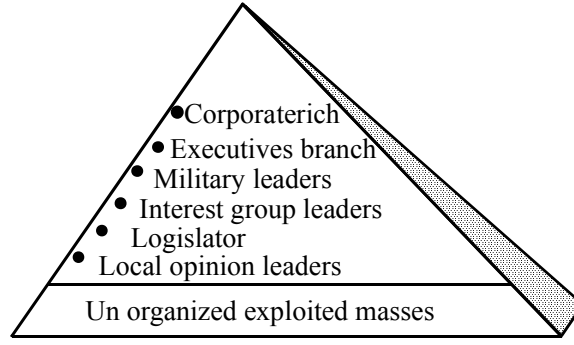 Corporaterich
Executives branch
Military leaders
Interest group leaders
Logislator
Local opinion leaders
Un organized exploited masses